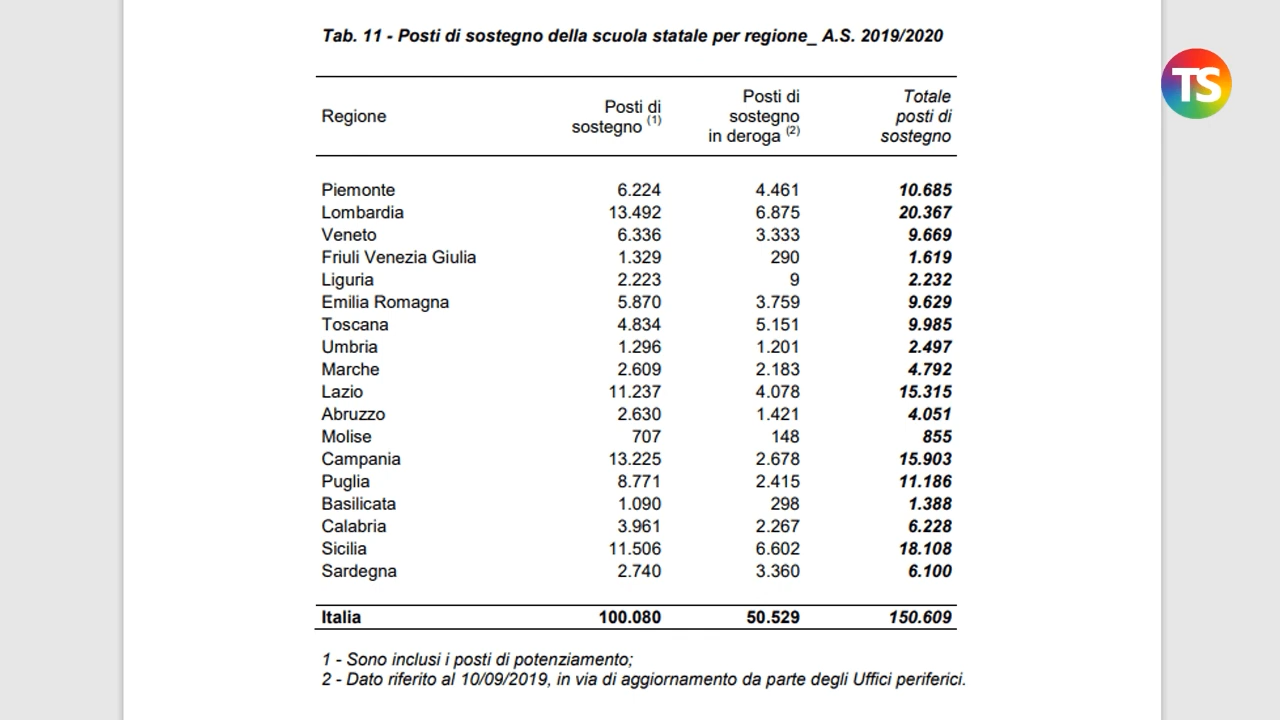 Tab. 11 - Posti di sostegno della scuola statale per regione_ A.S. 2019/2020
TS
Regione Posti di sostegno (1) Posti di sostegno in deroga (2) Totale posti di sostegno
Piemonte 6.224 4.461 10.685
Lombardia 13.492 6.875 20.367
Veneto 6.336 3.333 9.669
Friuli Venezia Giulia 1.329 290 1.619
Liguria 2.223 9 2.232
Emilia Romagna 5.870 3.759 9.629
Toscana 4.834 5.151 9.985
Umbria 1.296 1.201 2.497
Marche 2.609 2.183 4.792
Lazio 11.237 4.078 15.315
Abruzzo 2.630 1.421 4.051
Molise 707 148 855
Campania 13.225 2.678 15.903
Puglia 8.771 2.415 11.186
Basilicata 1.090 298 1.388
Calabria 3.961 2.267 6.228
Sicilia 11.506 6.602 18.108
Sardegna 2.740 3.360 6.100
Italia 100.080 50.529 150.609
1 - Sono inclusi i posti di potenziamento;
2 - Dato riferito al 10/09/2019, in via di aggiornamento da parte degli Uffici periferici.